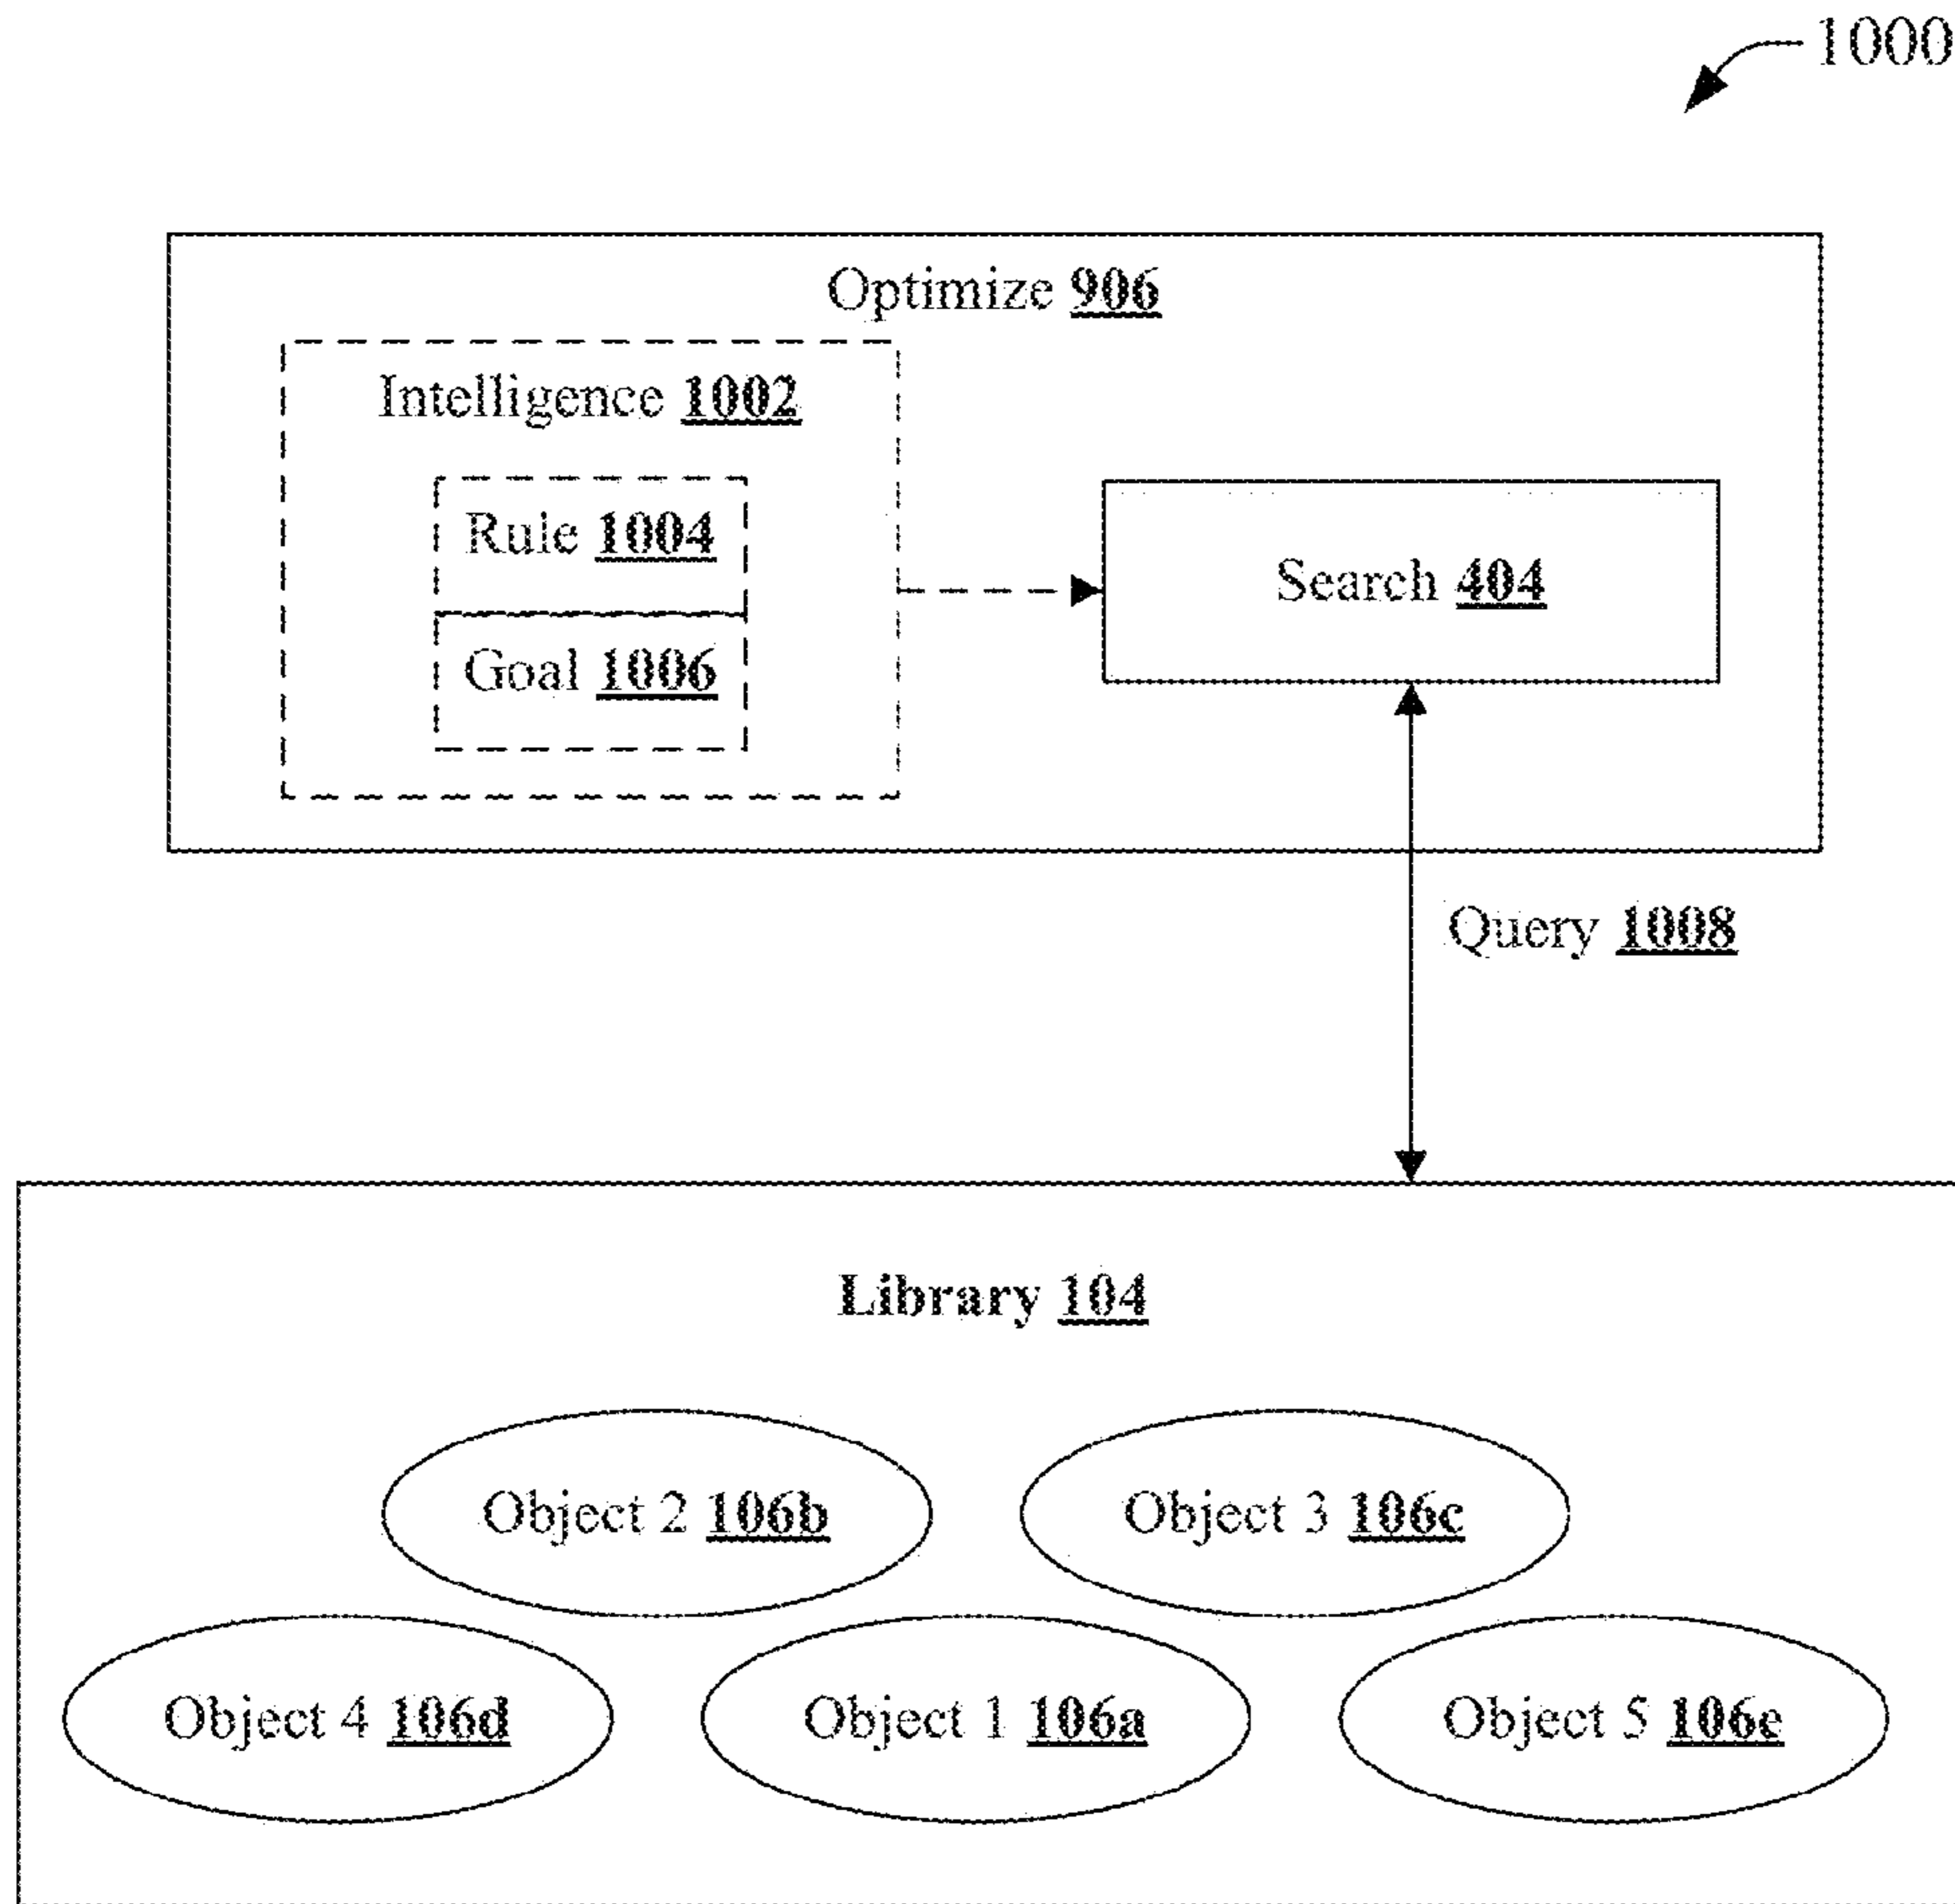 1000
Optimize 906
Intelligence 1002
Rule 1004
Goal 1006
Search 404
Query 1008
Library 104
Object 2 106b
Object 3 106c
Object 4 106d
Object 1 106a
Object 5 106e